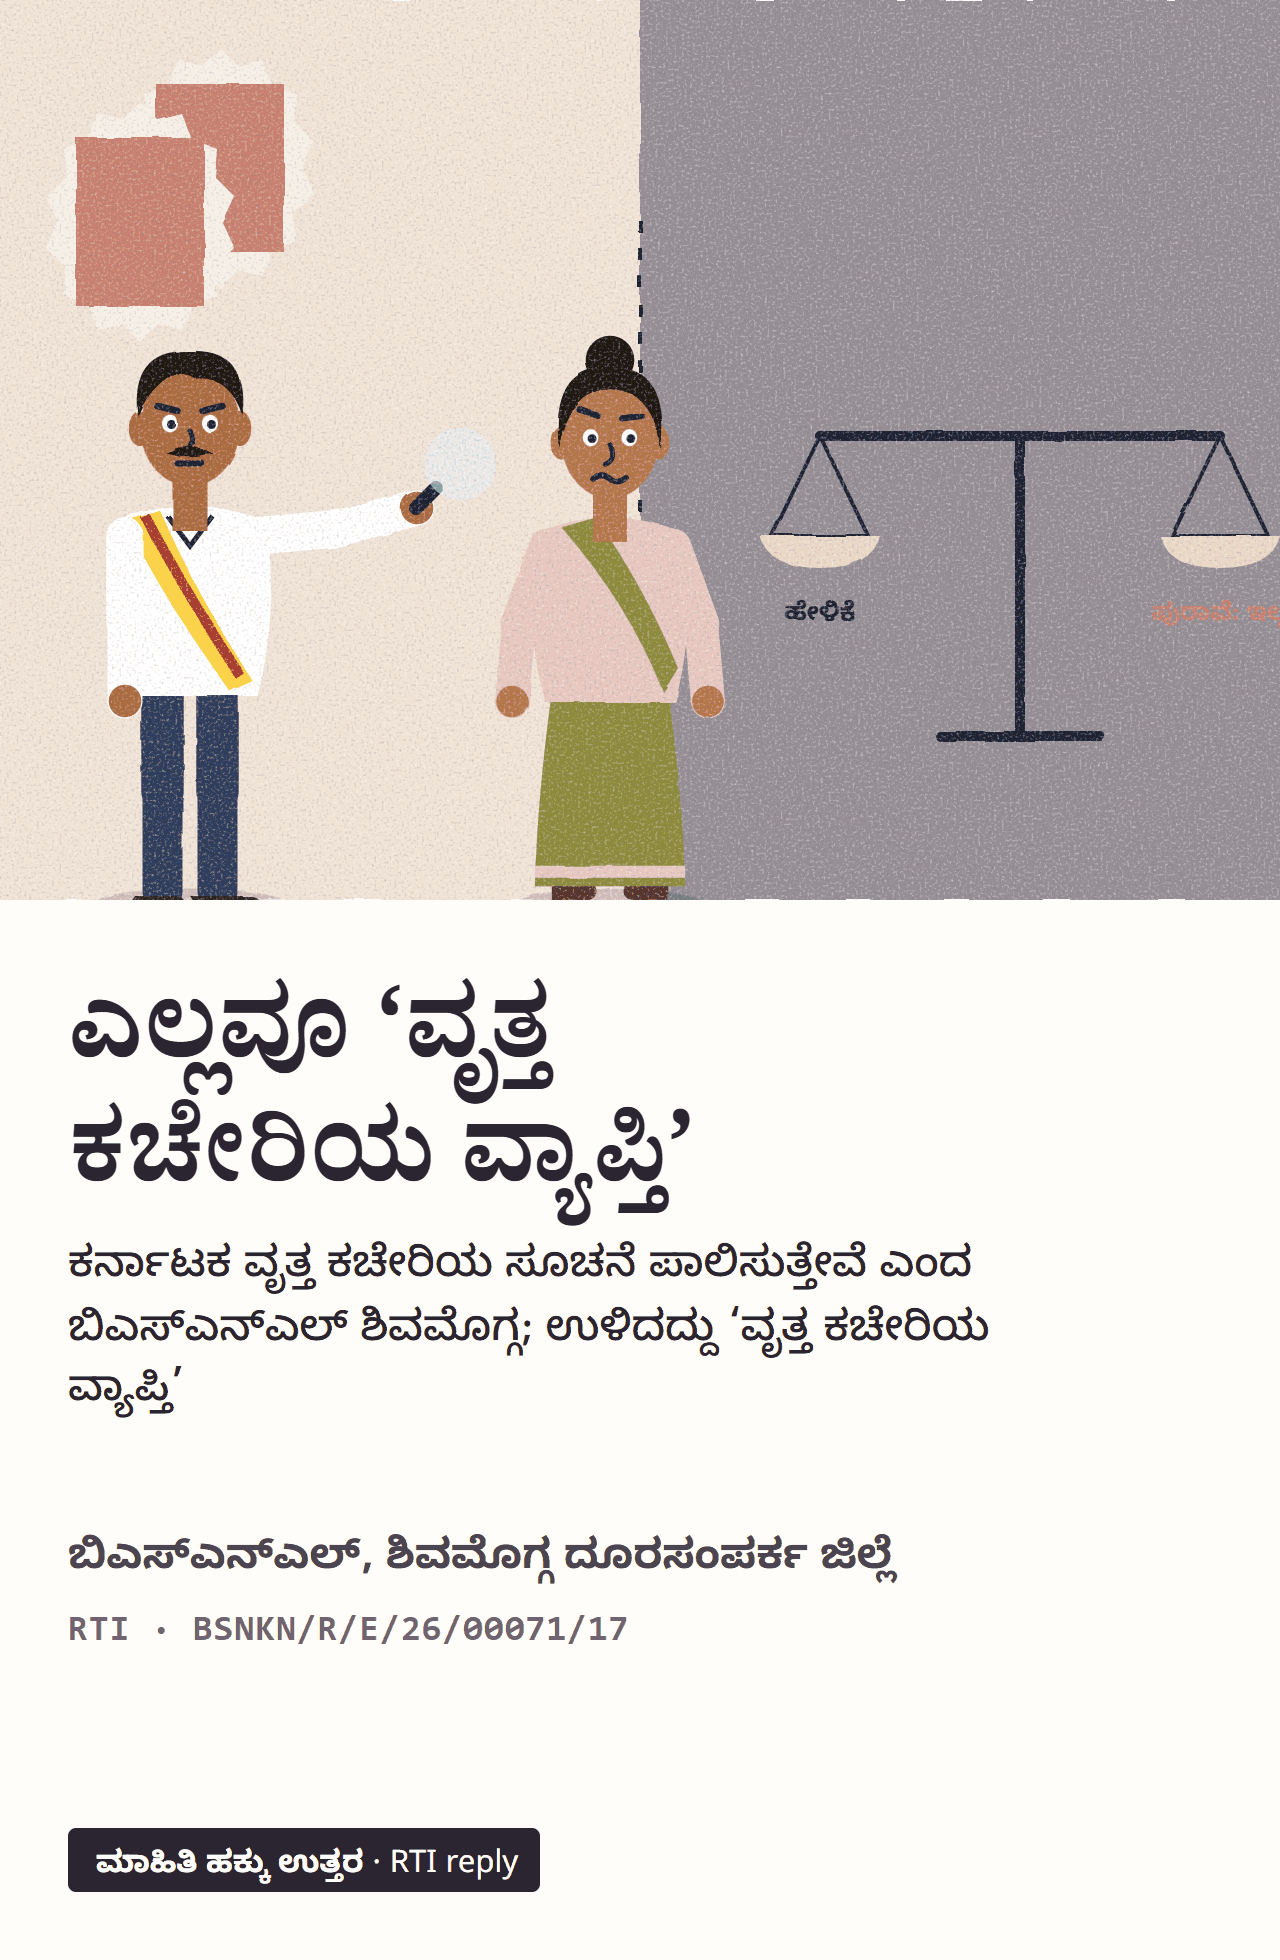 ಹೇಳಿಕೆ
ಪುರಾವೆ:
ಎಲ್ಲವೂ ‘ವೃತ್ತ
ಕಚೇರಿಯ ವ್ಯಾಪ್ತಿ’
ಕರ್ನಾಟಕ ವೃತ್ತ ಕಚೇರಿಯ ಸೂಚನೆ ಪಾಲಿಸುತ್ತೇವೆ ಎಂದ
ಬಿಎಸ್ಎನ್ಎಲ್ ಶಿವಮೊಗ್ಗ; ಉಳಿದದ್ದು ‘ವೃತ್ತ ಕಚೇರಿಯ
ವ್ಯಾಪ್ತಿ’
ಬಿಎಸ್ಎನ್ಎಲ್, ಶಿವಮೊಗ್ಗ ದೂರಸಂಪರ್ಕ ಜಿಲ್ಲೆ
RTI · BSNKN/R/E/26/00071/17
ಮಾಹಿತಿ ಹಕ್ಕು ಉತ್ತರ · RTI reply